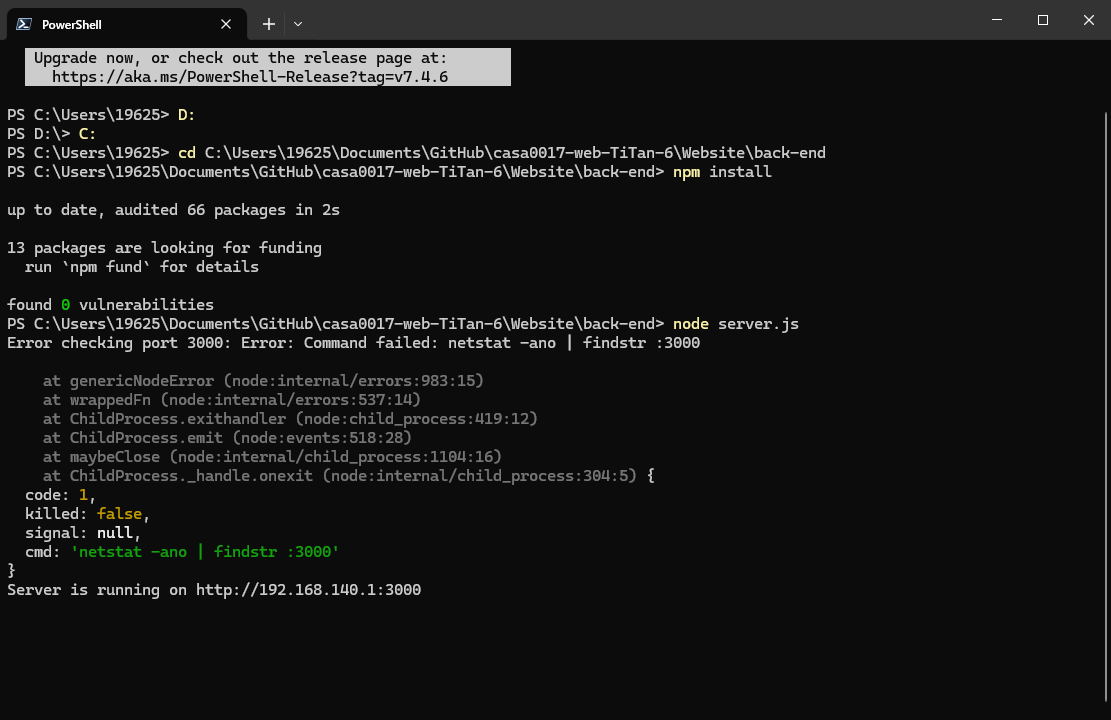 PowerShell
Upgrade now, or check out the release page at:
https://aka.ms/PowerShell-Release?tag=v7.4.6
PS C:\Users\19625> D:
PS D:\> C:
PS C:\Users\19625> cd C:\Users\19625\Documents\GitHub\casa0017-web-TiTan-6\Website\back-end
PS C:\Users\19625\Documents\GitHub\casa0017-web-TiTan-6\Website\back-end> npm install
up to date, audited 66 packages in 2s
13 packages are looking for funding
run `npm fund` for details
found 0 vulnerabilities
PS C:\Users\19625\Documents\GitHub\casa0017-web-TiTan-6\Website\back-end> node server.js
Error checking port 3000: Error: Command failed: netstat -ano | findstr :3000
at genericNodeError (node:internal/errors:983:15)
at wrappedFn (node:internal/errors:537:14)
at ChildProcess.exithandler (node:child_process:419:12)
at ChildProcess.emit (node:events:518:28)
at maybeClose (node:internal/child_process:1104:16)
at ChildProcess._handle.onexit (node:internal/child_process:304:5) {
code: 1,
killed: false,
signal: null,
cmd: 'netstat -ano | findstr :3000'
}
Server is running on http://192.168.140.1:3000